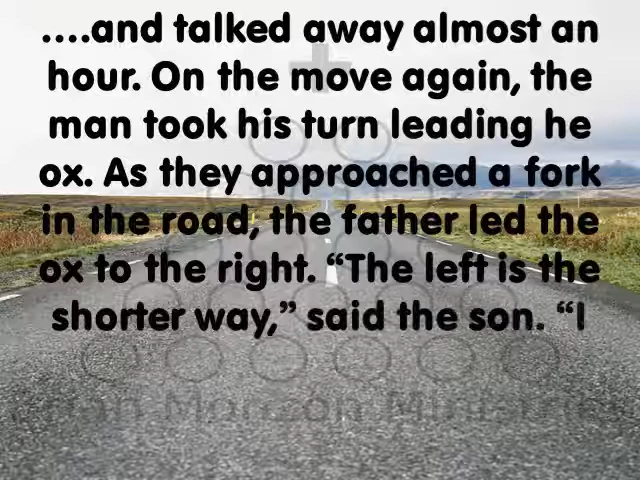 ....and talked away almost an
hour. On the move again, the
man took his turn leading he
ox. As they approached a fork
in the road, the father led the
ox to the right. “The left is the
shorter way,” said the son. “I